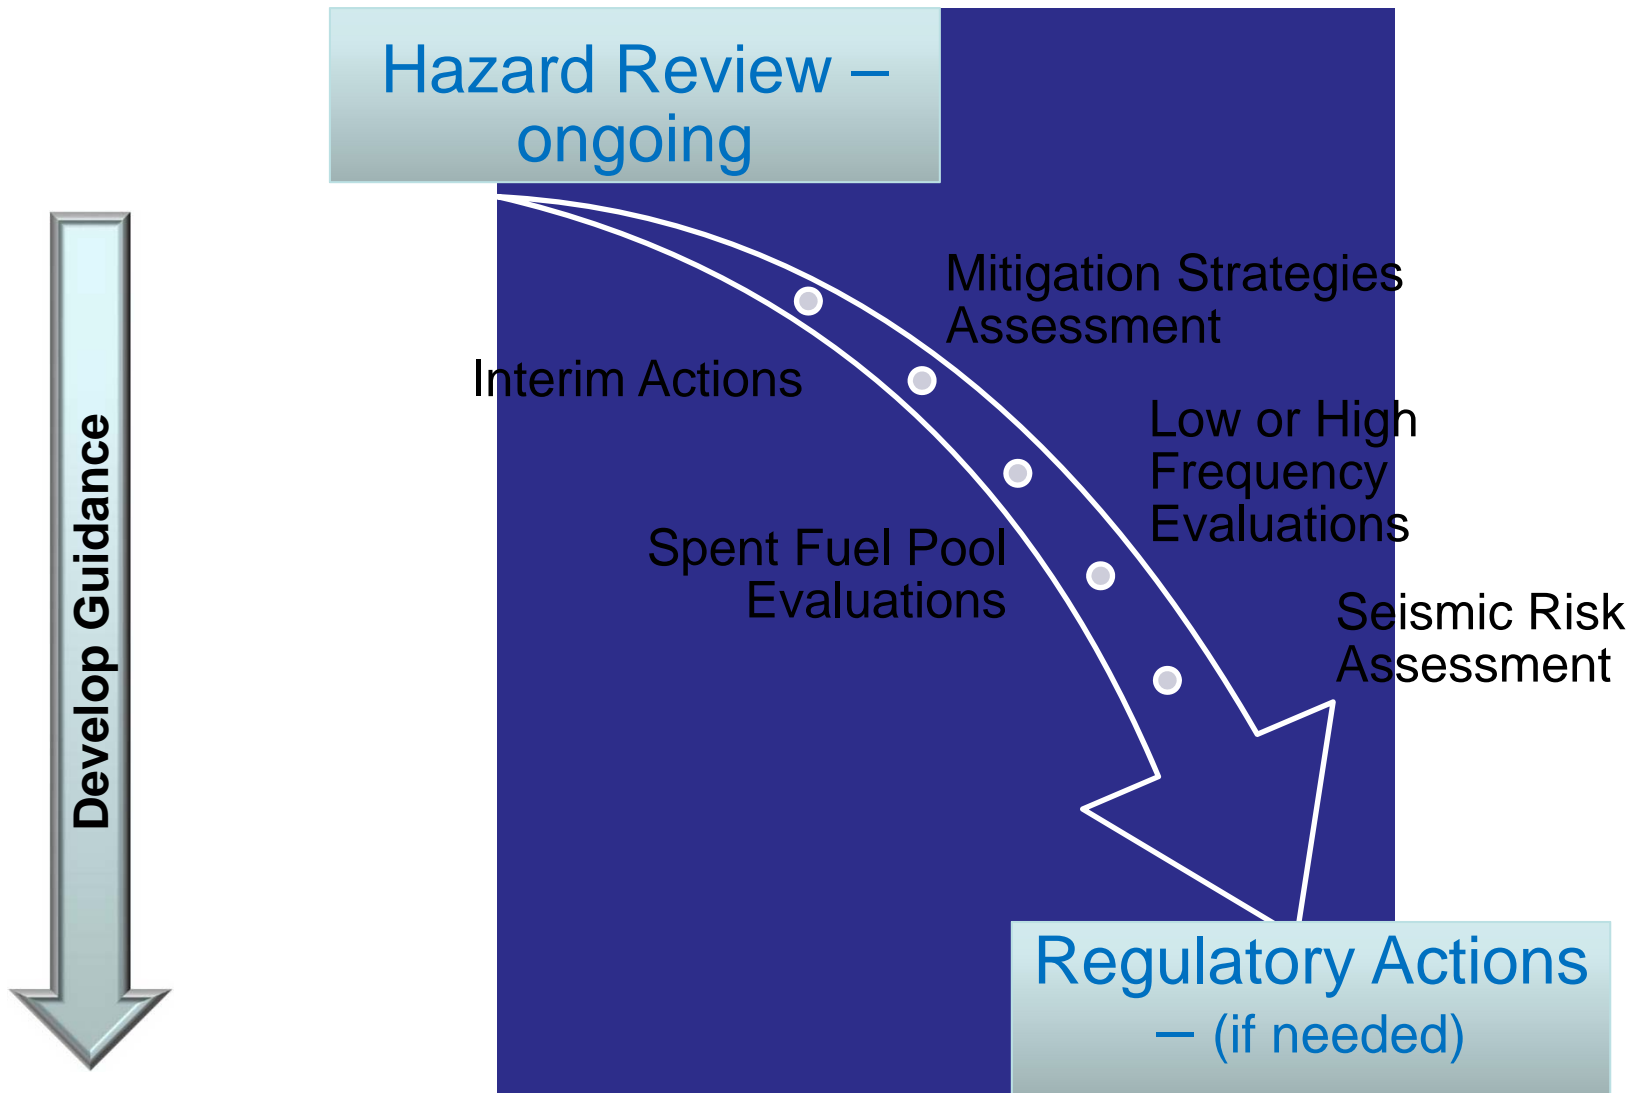 Hazard Review –
ongoing
Develop Guidance
Mitigation Strategies
Assessment
Interim Actions
Low or High
Frequency
Evaluations
Spent Fuel Pool
Evaluations
Seismic Risk
Assessment
Regulatory Actions
– (if needed)